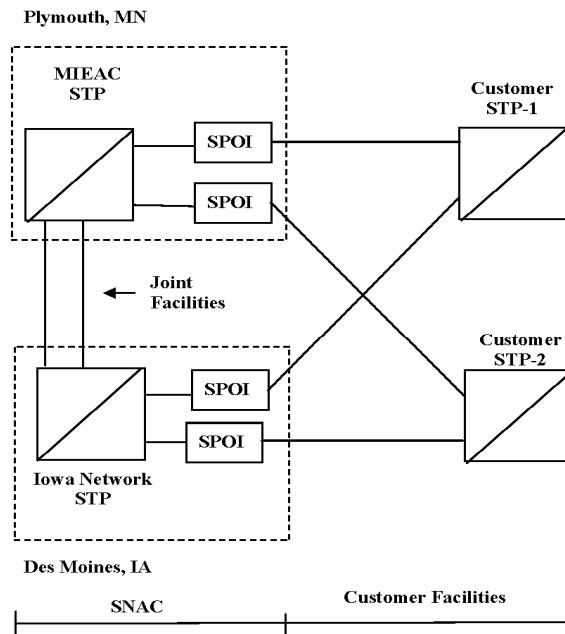 Plymouth, MN
MIEAC
STP
SPOI
SPOI
Customer
STP-1
Joint
Facilities
Customer
STP-2
SPOI
SPOI
Iowa Network
STP
Des Moines, IA
SNAC
Customer Facilities